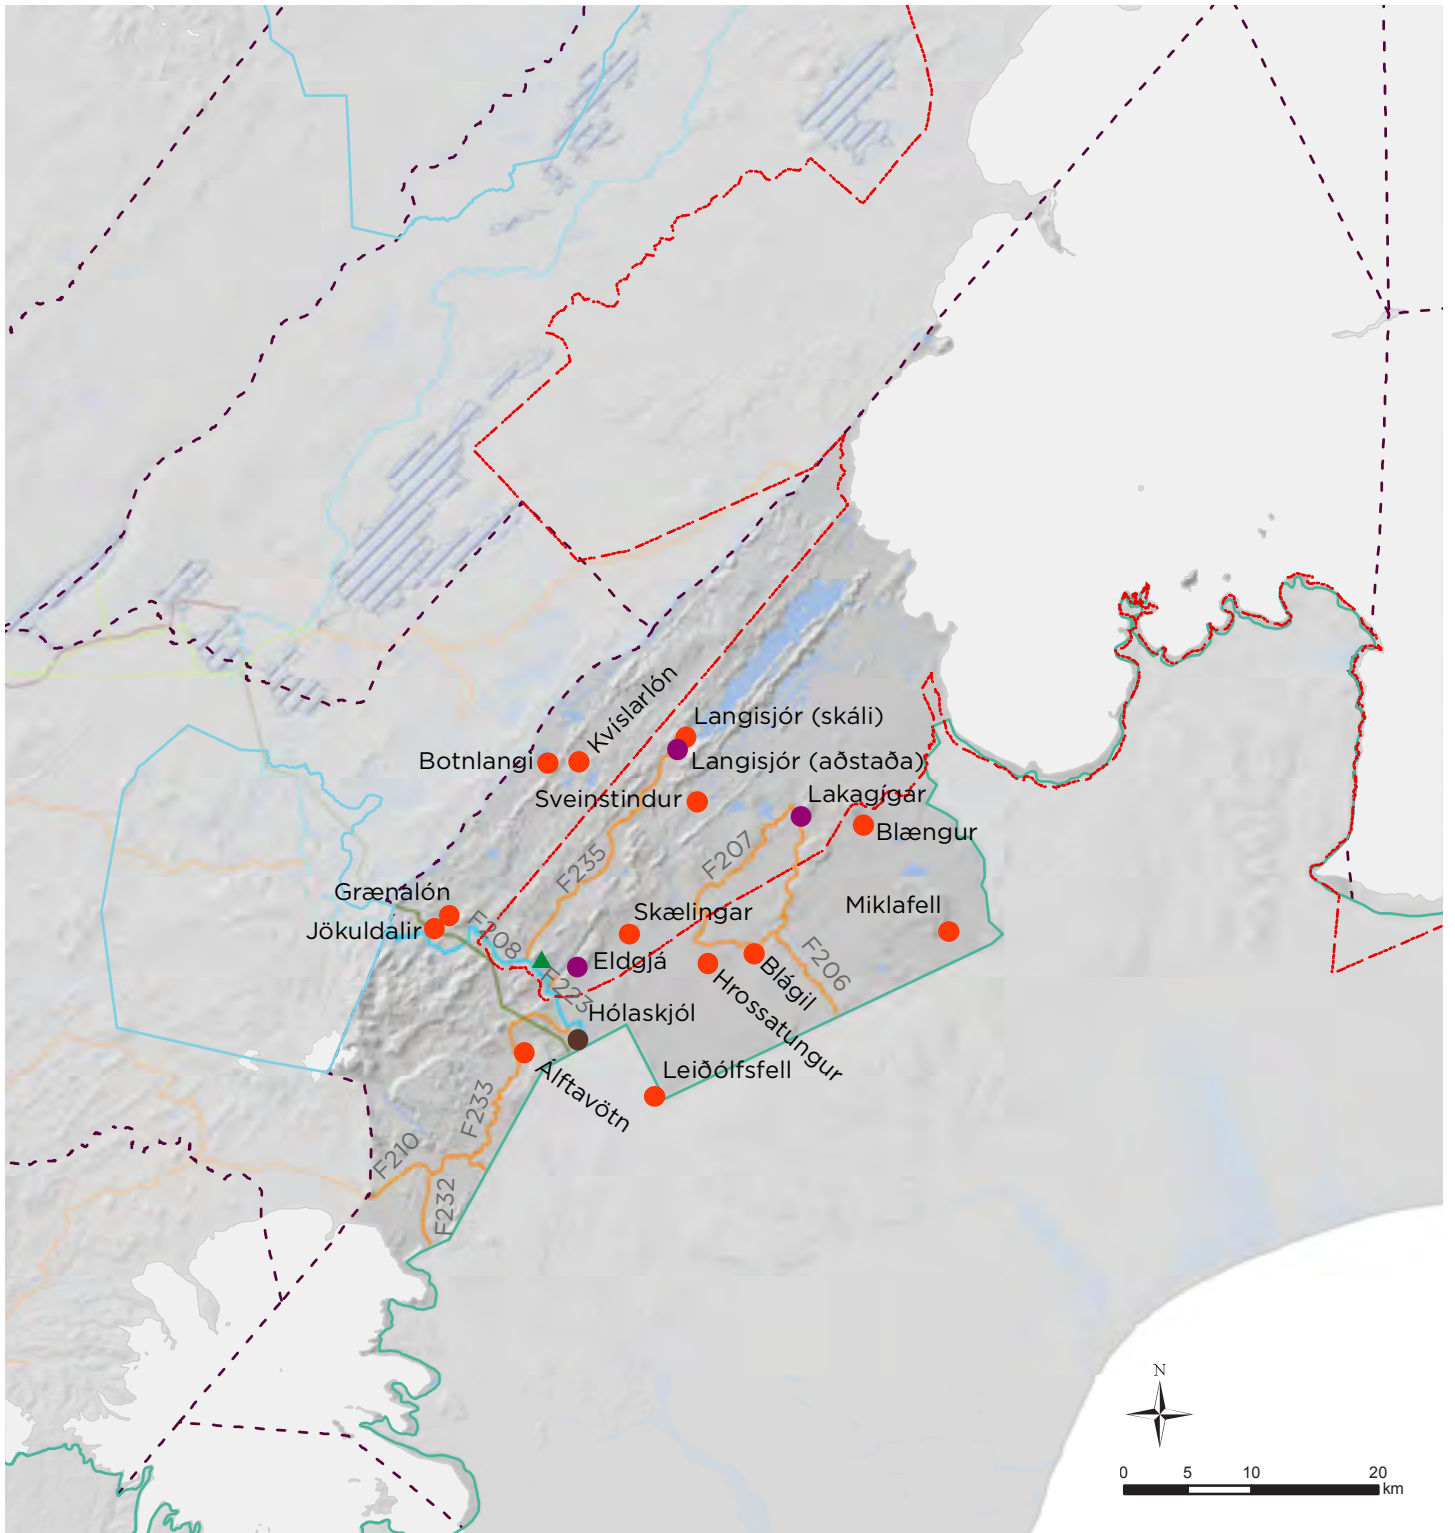 Kvíslarlón
Langisjór (skáli)
Botnlangi
Langisjór (aðstaða)
Sveinstindur
Lakagígar
Blængur
F207
F235
Grænalón
Miklafell
Skælingar
Jökuldalir
F208
Eldgjá
F206
Blágil
F223
Hrossatungur
Hólaskjól
Leiðólfsfell
Álftavötn
F233
F210
F232
N
0 5 10 20
km